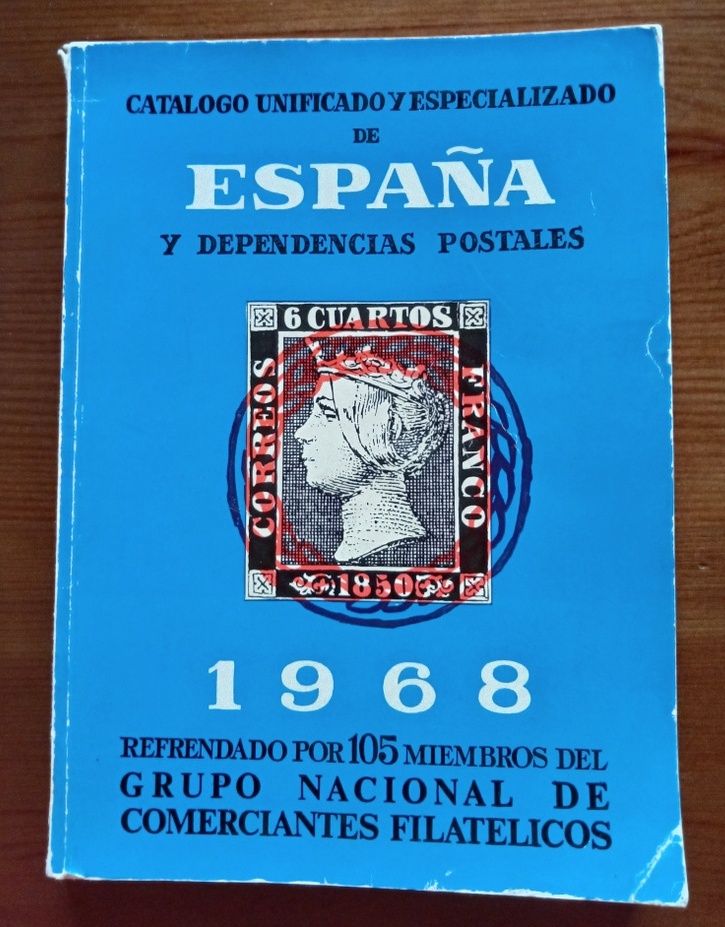 CATALOGO UNIFICADO Y ESPECIALIZADO
DE
ESPAÑA
Y DEPENDENCIAS POSTALES
6 CUARTOS
CORREOS
FRANCO
1850
1968
REFRENDADO POR 105 MIEMBROS DEL
GRUPO NACIONAL DE
COMERCIANTES FILATELICOS